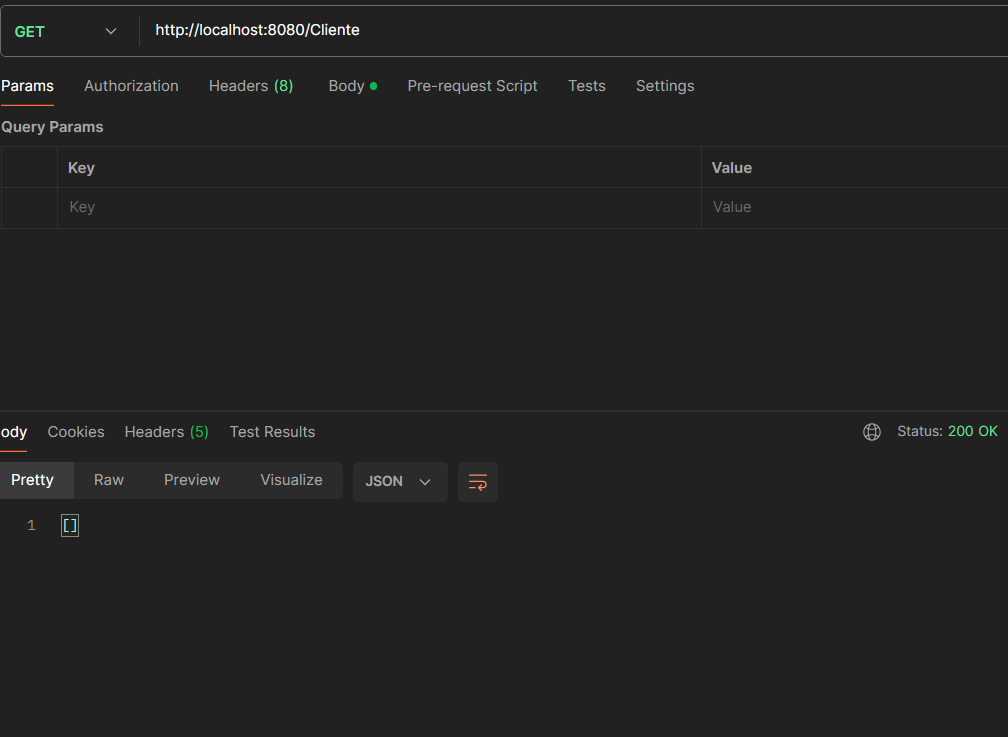 GET http://localhost:8080/Cliente
Params Authorization Headers (8) Body Pre-request Script Tests Settings
Query Params
Key Value
Key Value
ody Cookies Headers (5) Test Results Status: 200 OK
Pretty Raw Preview Visualize JSON
1 []